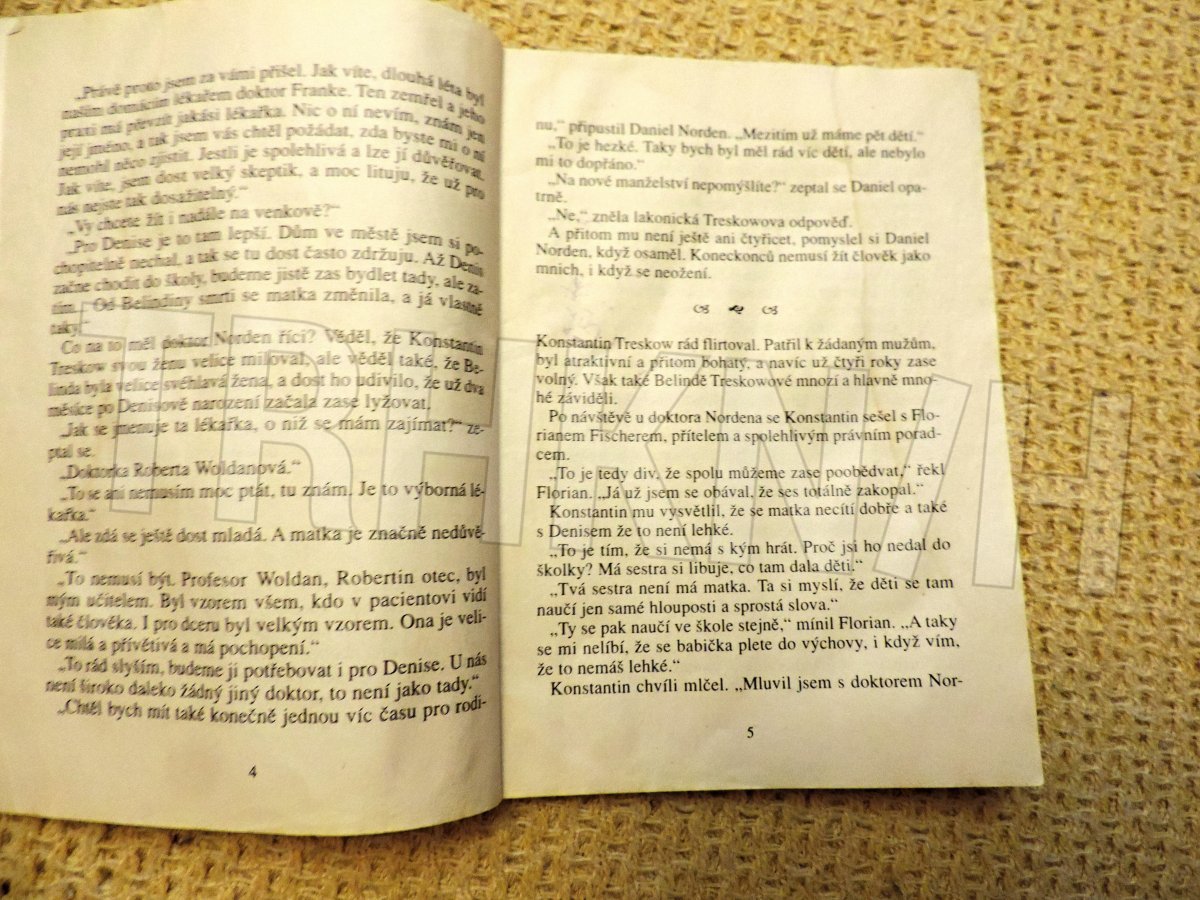 „Právě proto jsem za vámi přišel. Jak víte, dlouhá léta byl
naším domácím lékařem doktor Franke. Ten zemřel a jeho
praxi má převzít jakási lékařka. Nic o ní nevím, znám jen
její jméno, a tak jsem vás chtěl požádat, zda byste mi o ní
nemohl něco zjistit. Jestli je spolehlivá a lze jí důvěřovat.
Jak víte, jsem dost velký skeptik, a moc lituju, že už pro
nás nejste tak dosažitelný.“
„Vy chcete žít i nadále na venkově?“
„Pro Denise je to tam lepší. Dům ve městě jsem si po-
chopitelně nechal, a tak se tu dost často zdržuju. Až Denis
začne chodit do školy, budeme jistě zas bydlet tady, ale za-
tím. – Od Belindiny smrti se matka změnila, a já vlastně
taky.“
Co na to měl doktor Norden říci? Věděl, že Konstantin
Treskow svou ženu velice miloval, ale věděl také, že Be-
linda byla velice svéhlavá žena, a dost ho udivilo, že už dva
měsíce po Denisově narození začala zase lyžovat.
„Jak se jmenuje ta lékařka, o niž se mám zajímat?“ ze-
ptal se.
„Doktorka Roberta Woldanová.“
„To se ani nemusím moc ptát, tu znám. Je to výborná lé-
kařka.“
„Ale zdá se ještě dost mladá. A matka je značně nedůvě-
řivá.“
„To nemusí být. Profesor Woldan, Robertin otec, byl
mým učitelem. Byl vzorem všem, kdo v pacientovi vidí
také člověka. I pro dceru byl velkým vzorem. Ona je veli-
ce milá a přívětivá a má pochopení.“
„To rád slyším, budeme ji potřebovat i pro Denise. U nás
není široko daleko žádný jiný doktor, to není jako tady.“
„Chtěl bych mít také konečně jednou víc času pro rodi-
4
nu,“ připustil Daniel Norden. „Mezitím už máme pět dětí.“
„To je hezké. Taky bych byl měl rád víc dětí, ale nebylo
mi to dopřáno.“
„Na nové manželství nepomýšlíte?“ zeptal se Daniel opa-
trně.
„Ne,“ zněla lakonická Treskowova odpověď.
A přitom mu není ještě ani čtyřicet, pomyslel si Daniel
Norden, když osaměl. Koneckonců nemusí žít člověk jako
mnich, i když se neožení.
Konstantin Treskow rád flirtoval. Patřil k žádaným mužům,
byl atraktivní a přitom bohatý, a navíc už čtyři roky zase
volný. Však také Belindě Treskowové mnozí a hlavně mno-
hé záviděli.
Po návštěvě u doktora Nordena se Konstantin sešel s Flo-
rianem Fischerem, přítelem a spolehlivým právním porad-
cem.
„To je tedy div, že spolu můžeme zase poobědvat,“ řekl
Florian. „Já už jsem se obával, že ses totálně zakopal.“
Konstantin mu vysvětlil, že se matka necítí dobře a také
s Denisem že to není lehké.
„To je tím, že si nemá s kým hrát. Proč jsi ho nedal do
školky? Má sestra si libuje, co tam dala děti.“
„Tvá sestra není má matka. Ta si myslí, že děti se tam
naučí jen samé hlouposti a sprostá slova.“
„Ty se pak naučí ve škole stejně,“ mínil Florian. „A taky
se mi nelíbí, že se babička plete do výchovy, i když vím,
že to nemáš lehké.“
Konstantin chvíli mlčel. „Mluvil jsem s doktorem Nor-
5
TRH KNIH